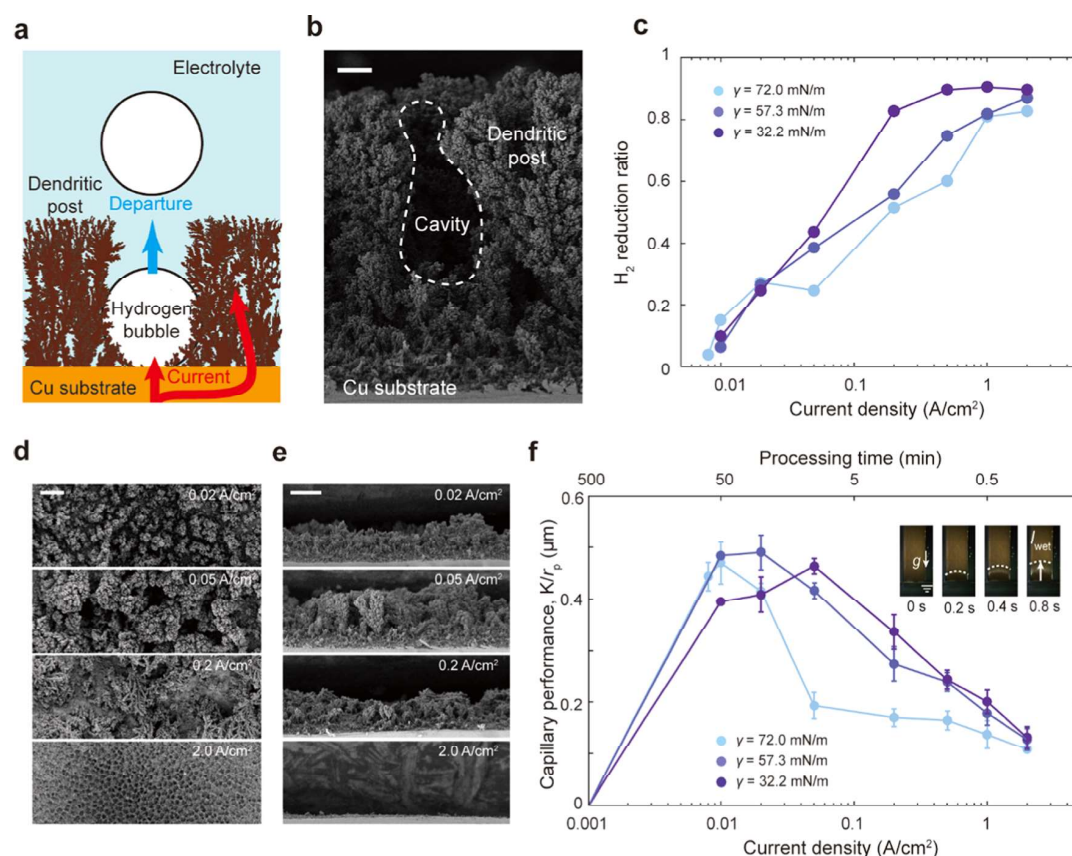 a
Electrolyte
Dendritic
post
Departure
Hydrogen
bubble
Current
Cu substrate
b
Dendritic
post
Cavity
Cu substrate
c
H₂ reduction ratio
1
0.8
0.6
0.4
0.2
0
γ = 72.0 mN/m
γ = 57.3 mN/m
γ = 32.2 mN/m
0.01
0.1
1
Current density (A/cm²)
d
0.02 A/cm²
0.05 A/cm²
0.2 A/cm²
2.0 A/cm²
e
0.02 A/cm²
0.05 A/cm²
0.2 A/cm²
2.0 A/cm²
f
Processing time (min)
500
50
5
0.5
Capillary performance, K/rₚ (μm)
0.6
0.4
0.2
0
g
l wet
0 s
0.2 s
0.4 s
0.8 s
γ = 72.0 mN/m
γ = 57.3 mN/m
γ = 32.2 mN/m
0.001
0.01
0.1
1
Current density (A/cm²)